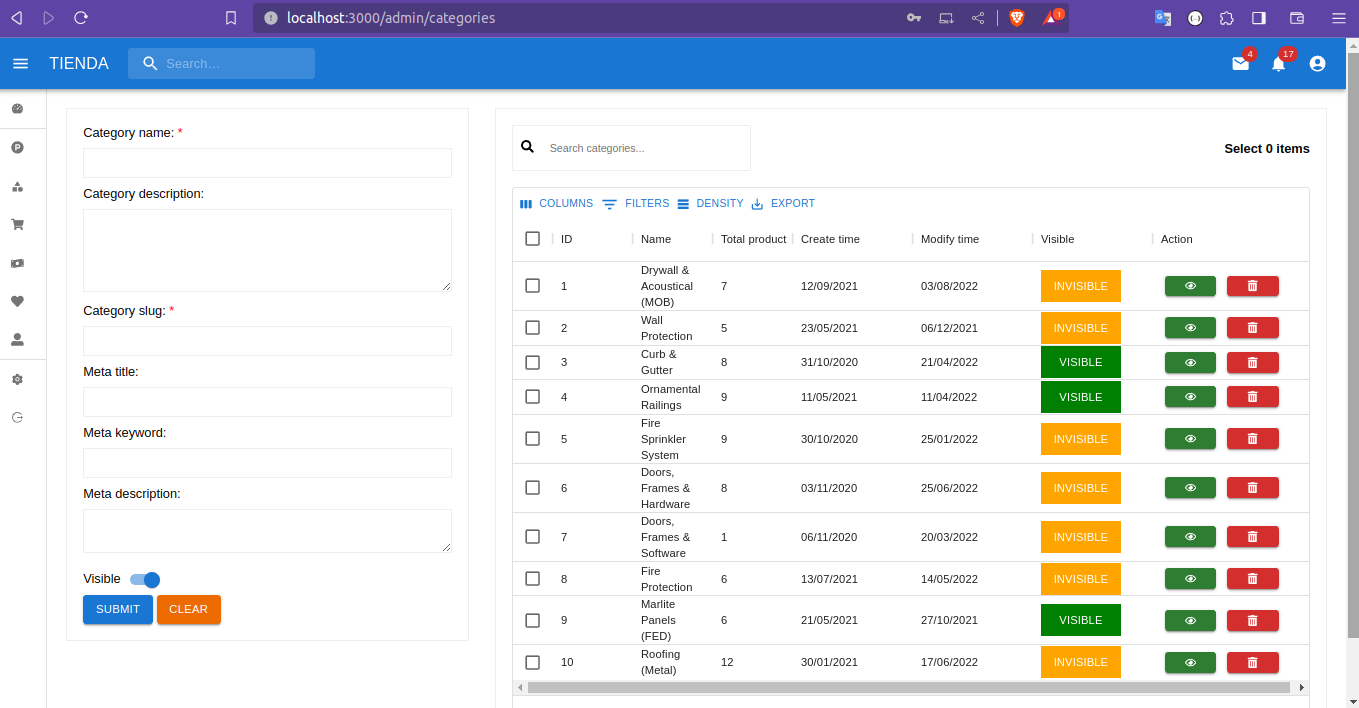 localhost:3000/admin/categories
1
TIENDA
Search…
4
17
Category name: *
Category description:
Category slug: *
Meta title:
Meta keyword:
Meta description:
Visible
SUBMIT CLEAR
Search categories...
Select 0 items
COLUMNS FILTERS DENSITY EXPORT
ID Name Total product Create time Modify time Visible Action
1 Drywall & Acoustical (MOB) 7 12/09/2021 03/08/2022 INVISIBLE
2 Wall Protection 5 23/05/2021 06/12/2021 INVISIBLE
3 Curb & Gutter 8 31/10/2020 21/04/2022 VISIBLE
4 Ornamental Railings 9 11/05/2021 11/04/2022 VISIBLE
5 Fire Sprinkler System 9 30/10/2020 25/01/2022 INVISIBLE
6 Doors, Frames & Hardware 8 03/11/2020 25/06/2022 INVISIBLE
7 Doors, Frames & Software 1 06/11/2020 20/03/2022 INVISIBLE
8 Fire Protection 6 13/07/2021 14/05/2022 INVISIBLE
9 Marlite Panels (FED) 6 21/05/2021 27/10/2021 VISIBLE
10 Roofing (Metal) 12 30/01/2021 17/06/2022 INVISIBLE